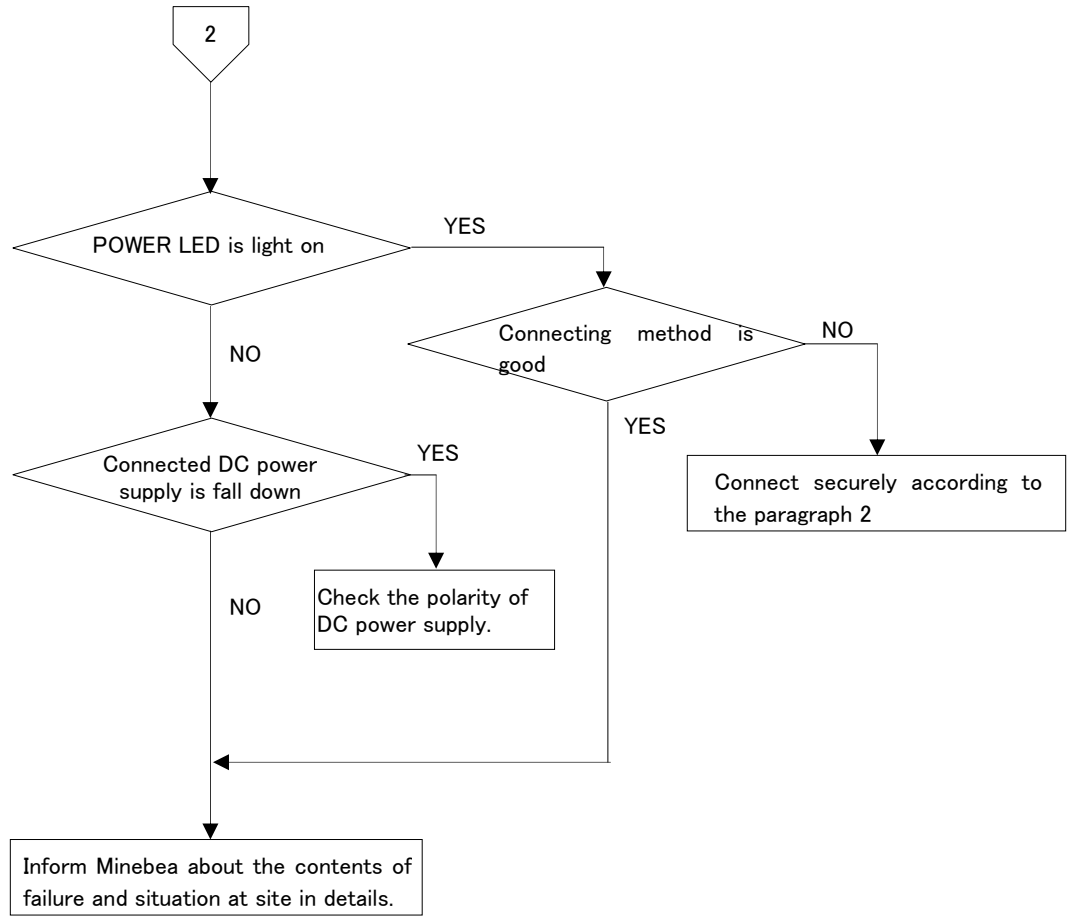 2
POWER LED is light on
YES
NO
Connecting method is
good
NO
YES
Connected DC power
supply is fall down
YES
NO
Connect securely according to
the paragraph 2
Check the polarity of
DC power supply.
Inform Minebea about the contents of
failure and situation at site in details.